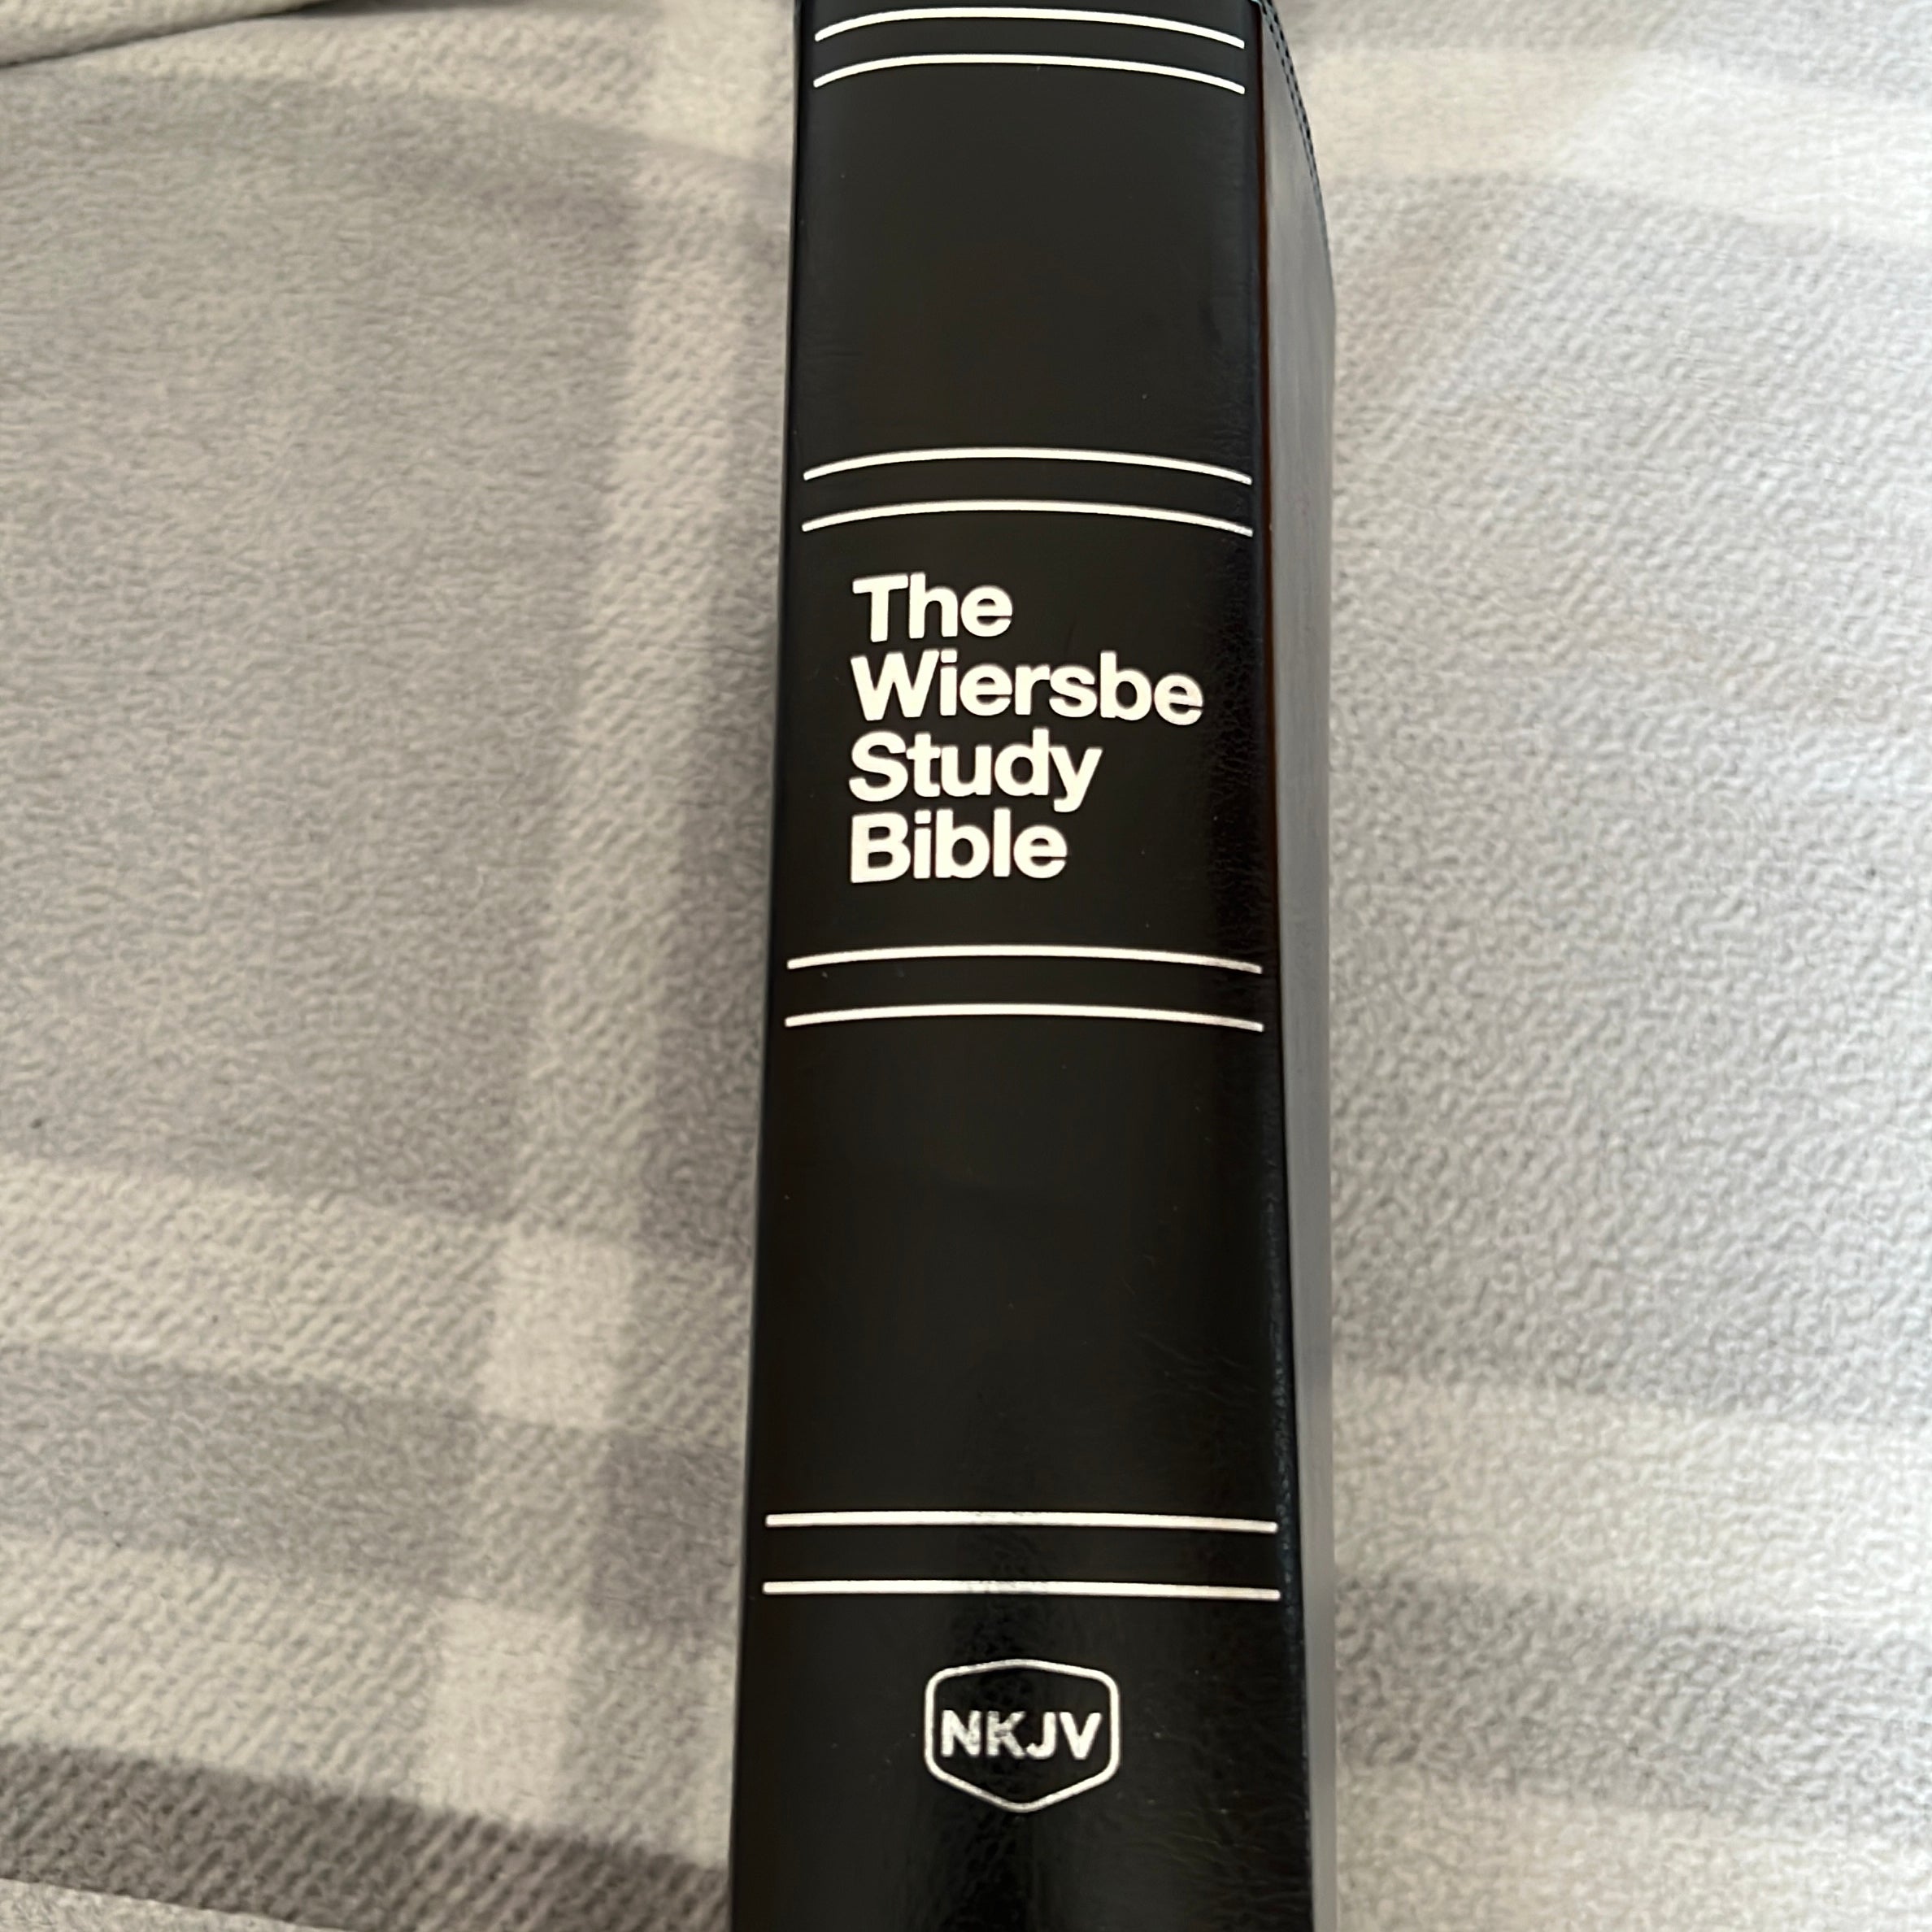 The
Wiersbe
Study
Bible
NKJV